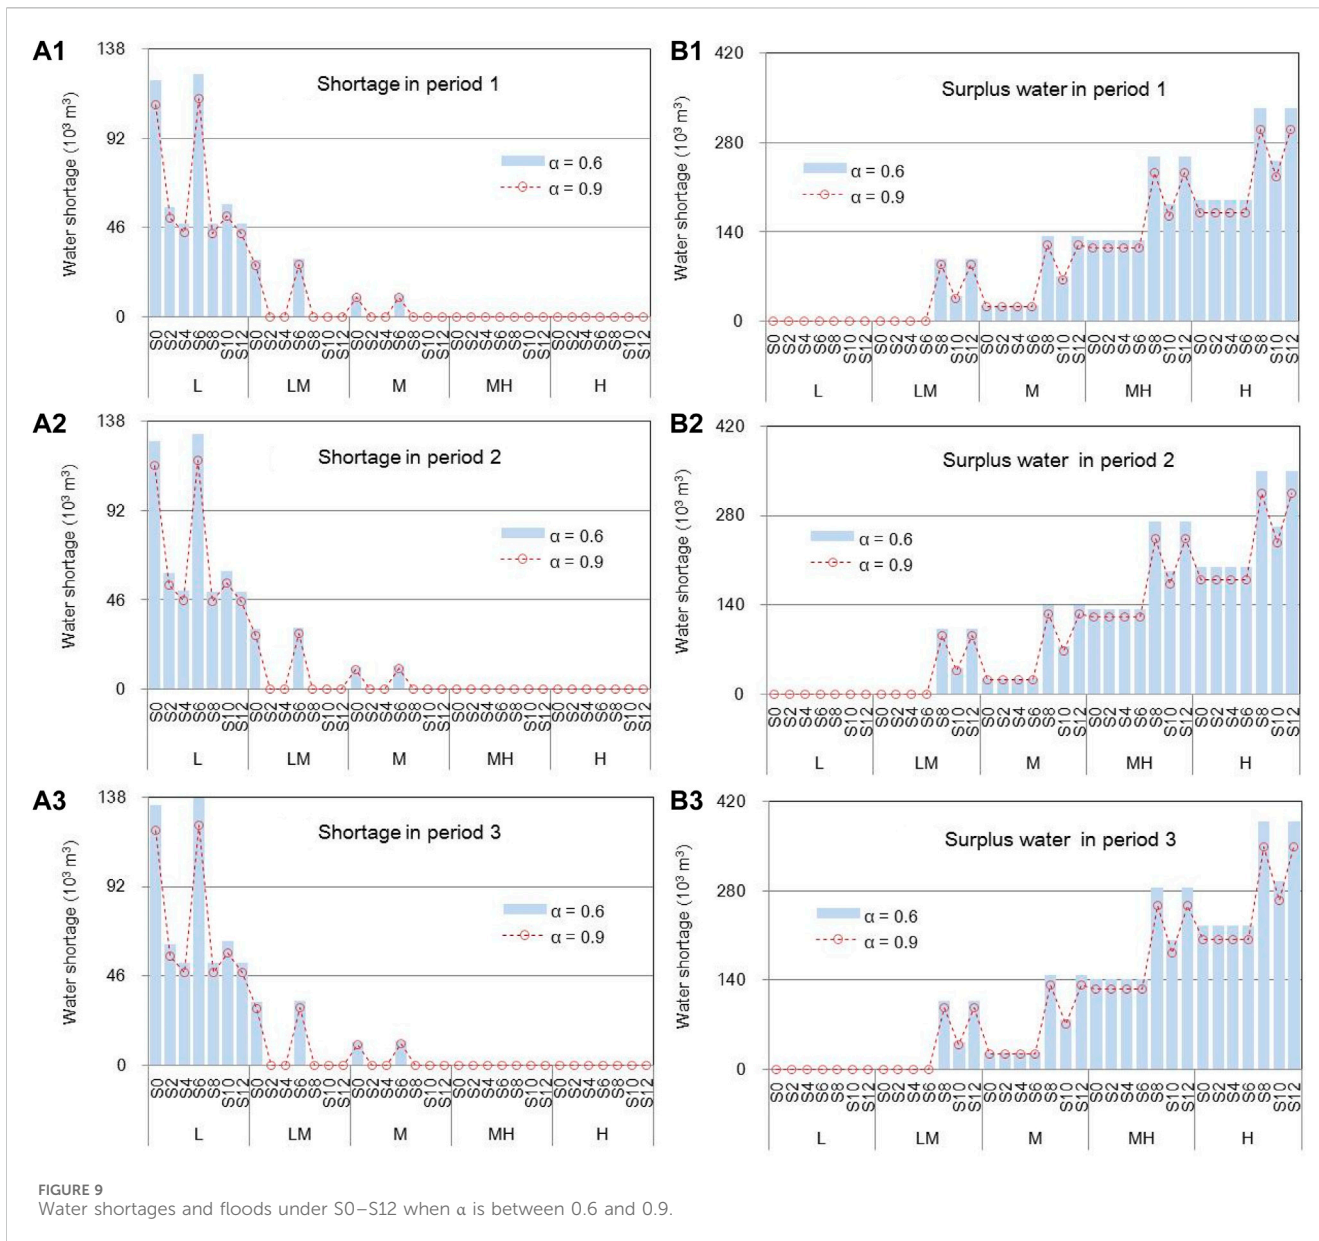 A1
Shortage in period 1
Water shortage (10³ m³)
138
92
46
0
α = 0.6
α = 0.9
S0 S2 S4 S6 S8 S10 S12 S0 S2 S4 S6 S8 S10 S12 S0 S2 S4 S6 S8 S10 S12 S0 S2 S4 S6 S8 S10 S12 S0 S2 S4 S6 S8 S10 S12
L LM M MH H
B1
Surplus water in period 1
Water shortage (10³ m³)
420
280
140
0
α = 0.6
α = 0.9
S0 S2 S4 S6 S8 S10 S12 S0 S2 S4 S6 S8 S10 S12 S0 S2 S4 S6 S8 S10 S12 S0 S2 S4 S6 S8 S10 S12 S0 S2 S4 S6 S8 S10 S12
L LM M MH H
A2
Shortage in period 2
Water shortage (10³ m³)
138
92
46
0
α = 0.6
α = 0.9
S0 S2 S4 S6 S8 S10 S12 S0 S2 S4 S6 S8 S10 S12 S0 S2 S4 S6 S8 S10 S12 S0 S2 S4 S6 S8 S10 S12 S0 S2 S4 S6 S8 S10 S12
L LM M MH H
B2
Surplus water in period 2
Water shortage (10³ m³)
420
280
140
0
α = 0.6
α = 0.9
S0 S2 S4 S6 S8 S10 S12 S0 S2 S4 S6 S8 S10 S12 S0 S2 S4 S6 S8 S10 S12 S0 S2 S4 S6 S8 S10 S12 S0 S2 S4 S6 S8 S10 S12
L LM M MH H
A3
Shortage in period 3
Water shortage (10³ m³)
138
92
46
0
α = 0.6
α = 0.9
S0 S2 S4 S6 S8 S10 S12 S0 S2 S4 S6 S8 S10 S12 S0 S2 S4 S6 S8 S10 S12 S0 S2 S4 S6 S8 S10 S12 S0 S2 S4 S6 S8 S10 S12
L LM M MH H
B3
Surplus water in period 3
Water shortage (10³ m³)
420
280
140
0
α = 0.6
α = 0.9
S0 S2 S4 S6 S8 S10 S12 S0 S2 S4 S6 S8 S10 S12 S0 S2 S4 S6 S8 S10 S12 S0 S2 S4 S6 S8 S10 S12 S0 S2 S4 S6 S8 S10 S12
L LM M MH H
FIGURE 9
Water shortages and floods under S0–S12 when α is between 0.6 and 0.9.